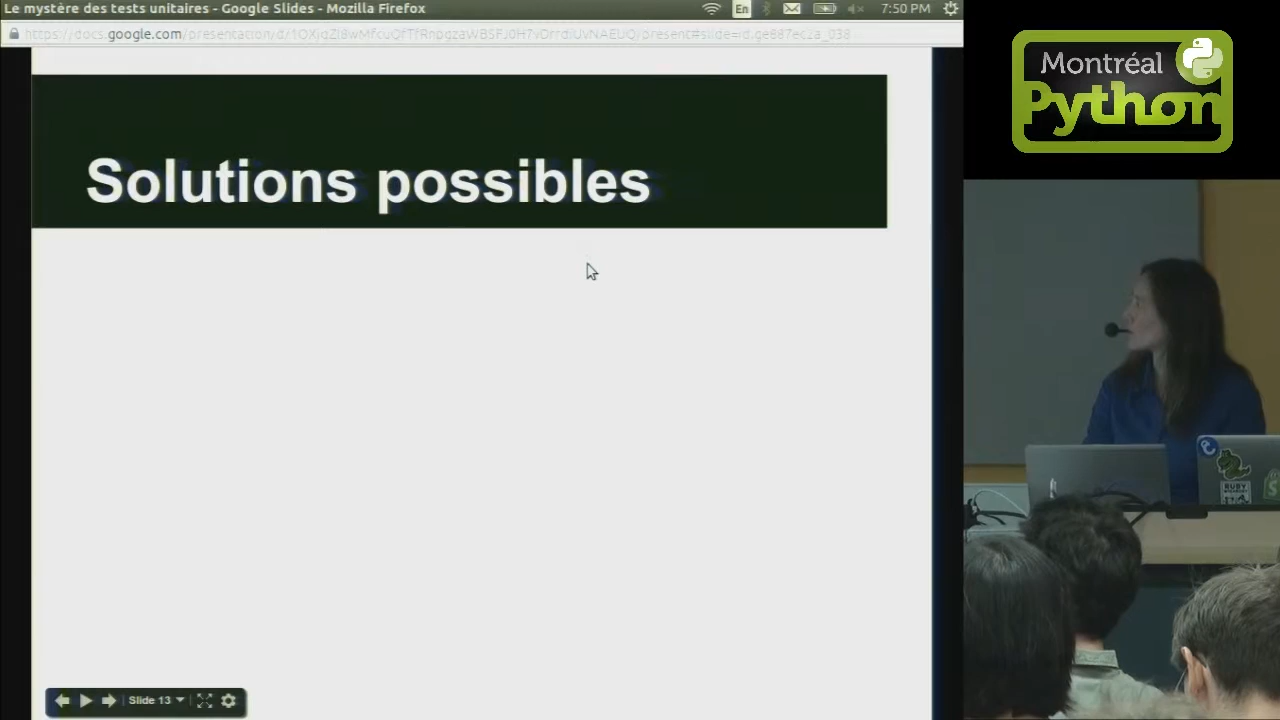 Le mystère des tests unitaires - Google Slides - Mozilla Firefox
En
7:50 PM
Montréal
Python
Solutions possibles
RUBY
Slide 13